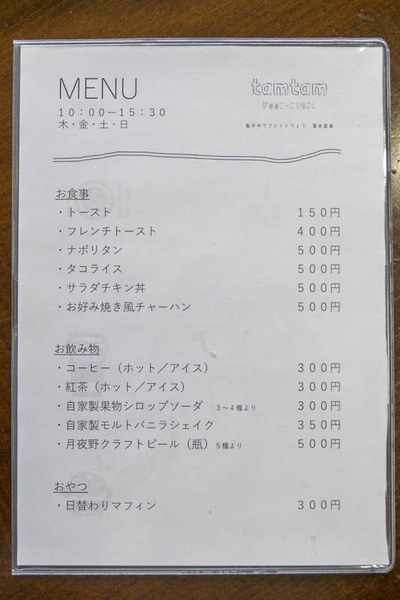 MENU
10:00ー15:30
木・金・土・日
tamtam
お食事
・トースト 150円
・フレンチトースト 400円
・ナポリタン 500円
・タコライス 500円
・サラダチキン丼 500円
・お好み焼き風チャーハン 500円
お飲み物
・コーヒー（ホット／アイス） 300円
・紅茶（ホット／アイス） 300円
・自家製果物シロップソーダ 3～4種より 300円
・自家製モルトバニラシェイク 350円
・月夜野クラフトビール（瓶）5種より 500円
おやつ
・日替わりマフィン 300円